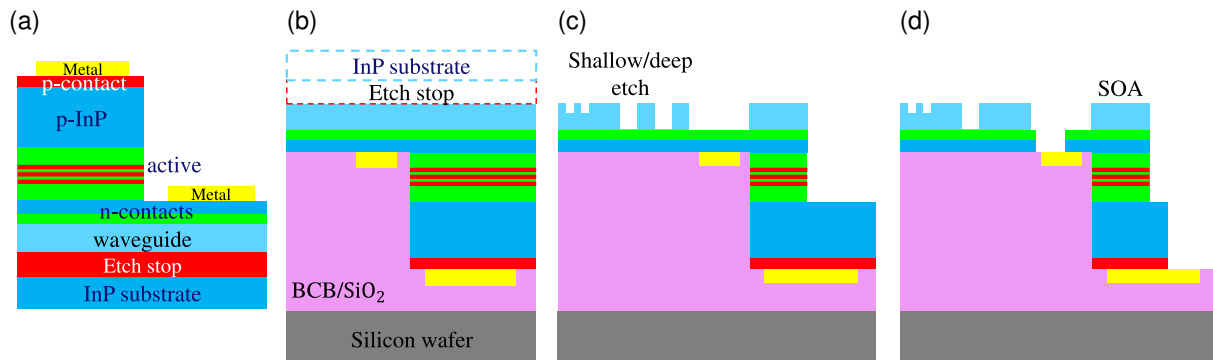 (a)
Metal
p-contact
p-InP
active
Metal
n-contacts
waveguide
Etch stop
InP substrate
(b)
InP substrate
Etch stop
BCB/SiO₂
Silicon wafer
(c)
Shallow/deep
etch
(d)
SOA